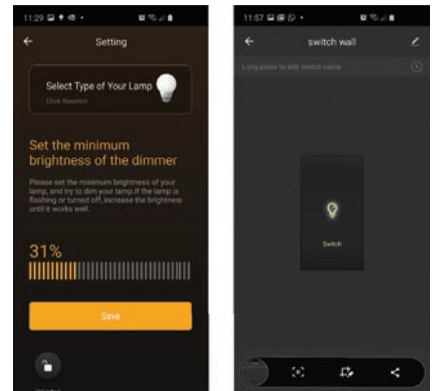 11:29
Setting
Select Type of Your Lamp
Click Reselect
Set the minimum
brightness of the dimmer
Please set the minimum brightness of your
lamp, and try to dim your lamp.If the lamp is
flashing or turned off, increase the brightness
until it works well.
31%
Save
11:57
switch wall
Long press to edit switch name
Switch